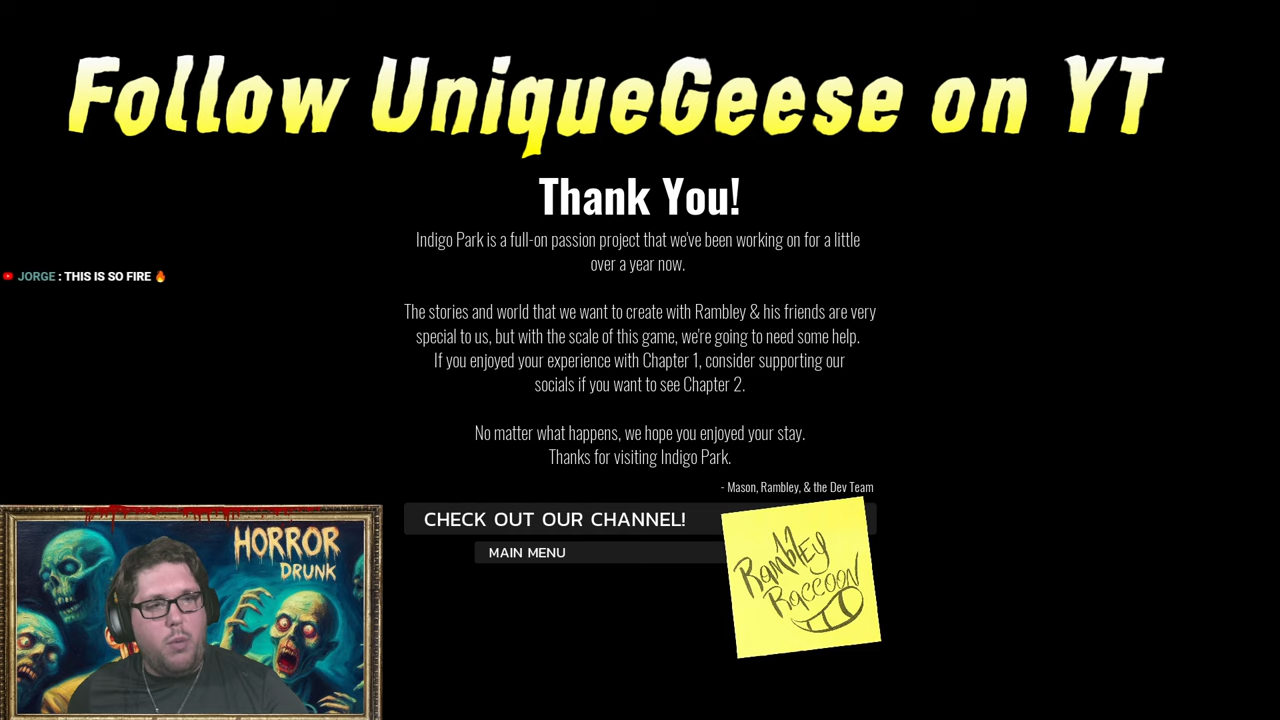 Follow UniqueGeese on YT
Thank You!
Indigo Park is a full-on passion project that we've been working on for a little
over a year now.
JORGE : THIS IS SO FIRE 🔥
The stories and world that we want to create with Rambley & his friends are very
special to us, but with the scale of this game, we're going to need some help.
If you enjoyed your experience with Chapter 1, consider supporting our
socials if you want to see Chapter 2.
No matter what happens, we hope you enjoyed your stay.
Thanks for visiting Indigo Park.
- Mason, Rambley, & the Dev Team
CHECK OUT OUR CHANNEL!
MAIN MENU
Rambley
Raccoon
HORROR
DRUNK